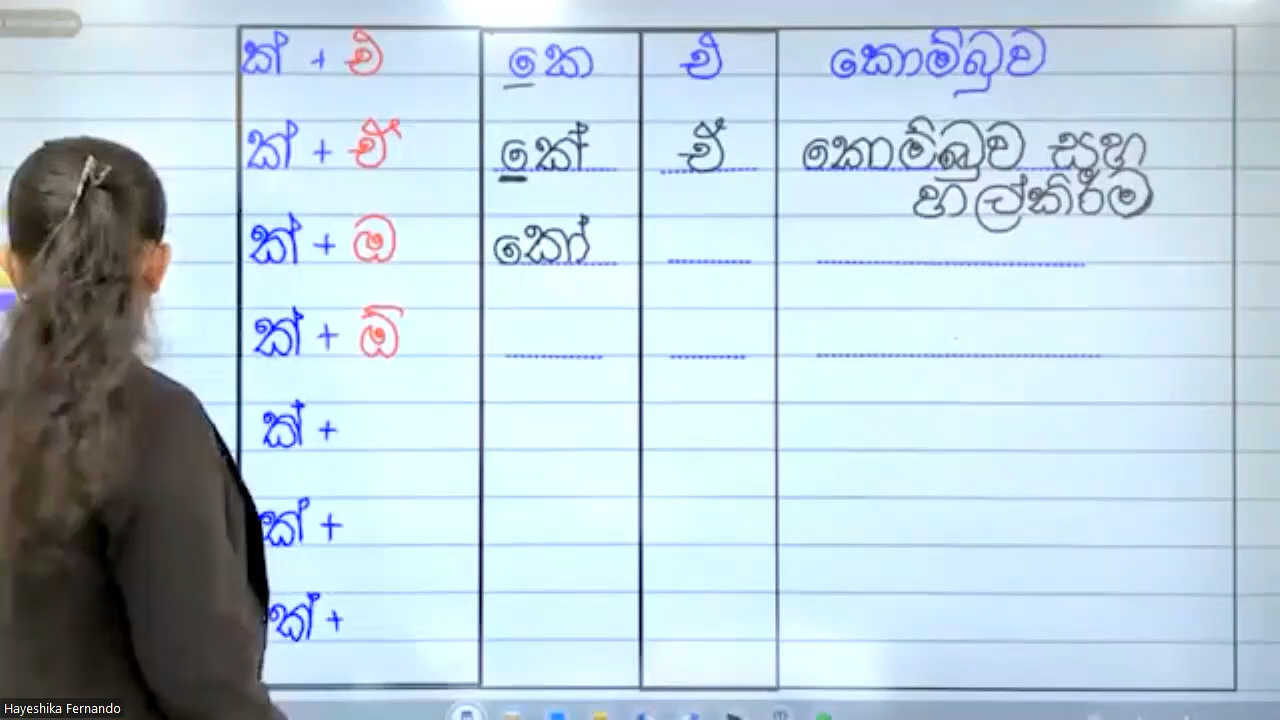 ක් + එ කෙ එ කොම්බුව
ක් + ඒ කේ ඒ කොම්බුව සහ
හල්කිරීම
ක් + ඔ කෝ
ක් + ඕ
ක් +
ක් +
ක් +
Hayeshika Fernando